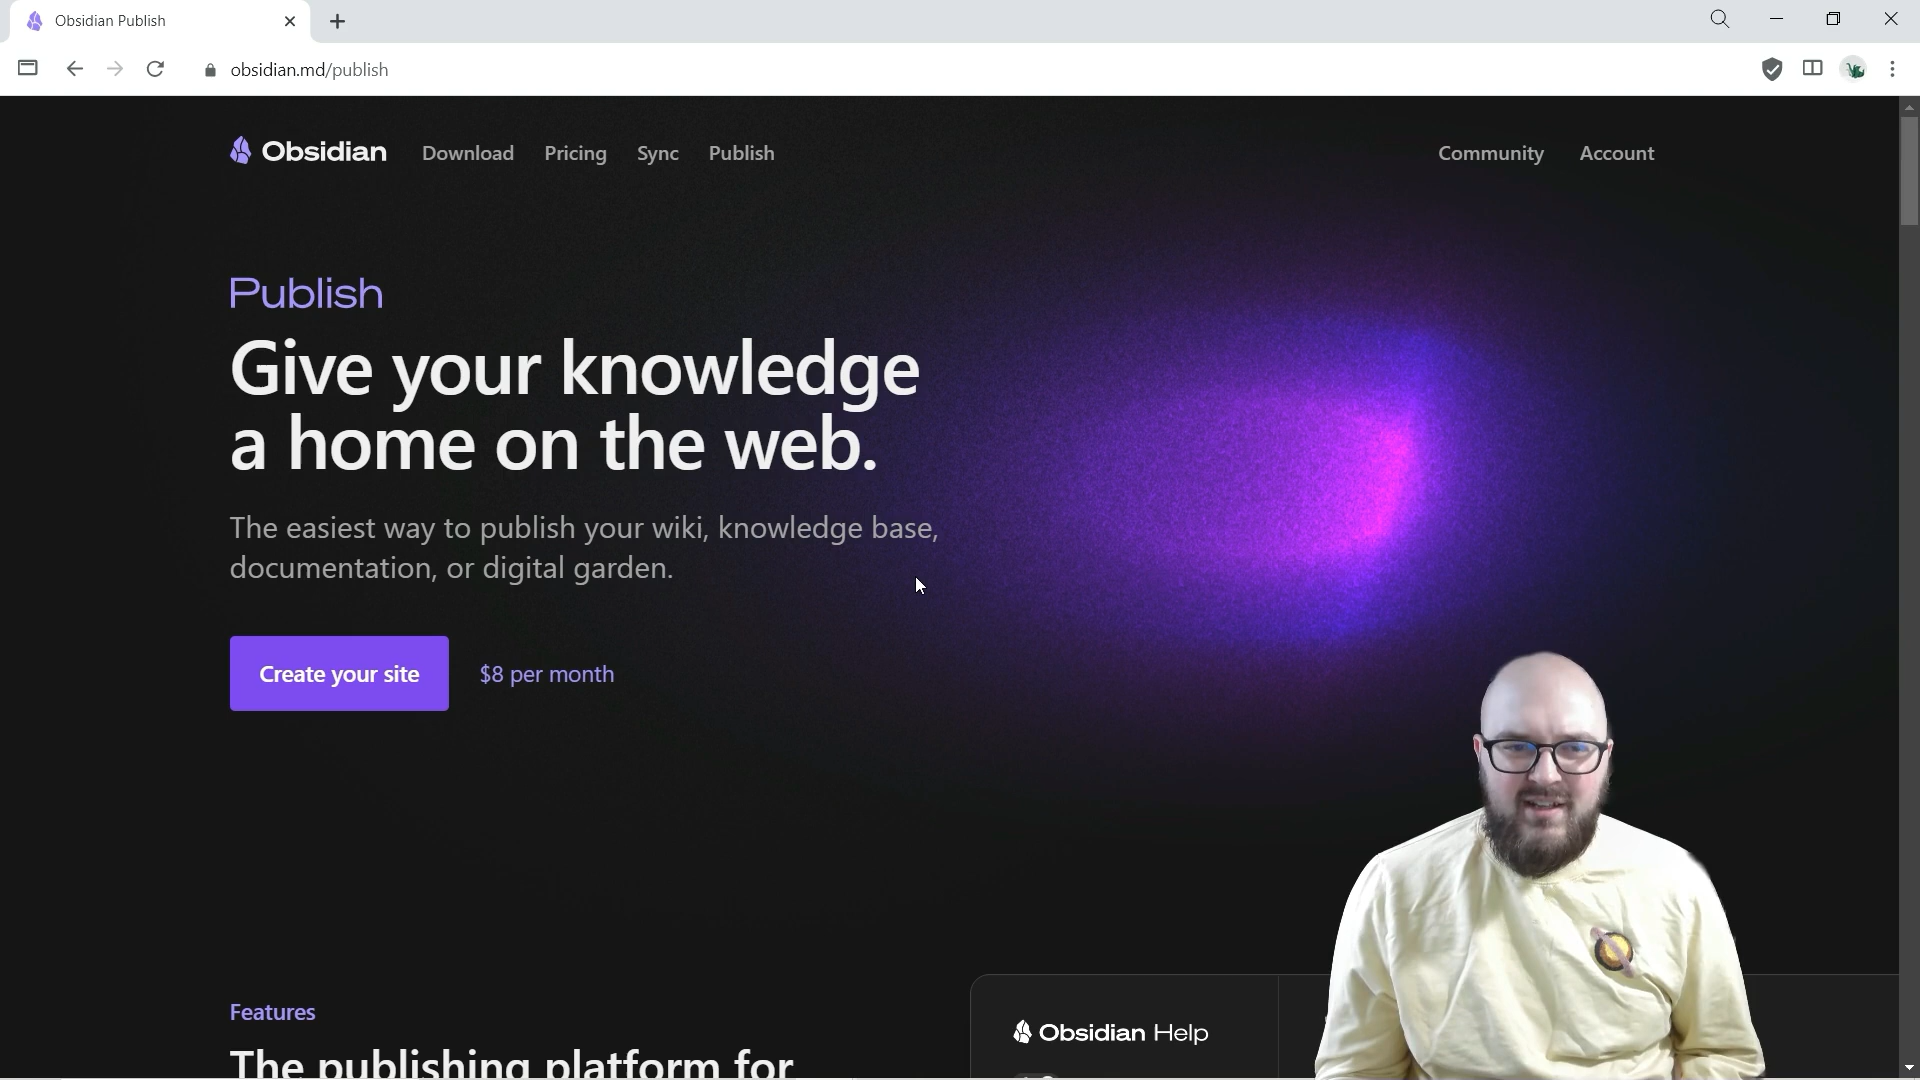 Obsidian Publish
obsidian.md/publish
Obsidian Download Pricing Sync Publish Community Account
Publish
Give your knowledge
a home on the web.
The easiest way to publish your wiki, knowledge base,
documentation, or digital garden.
Create your site $8 per month
Features
Obsidian Help
The publishing platform for